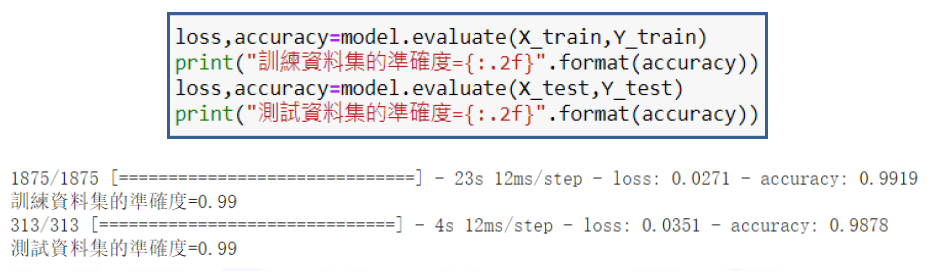 loss,accuracy=model.evaluate(X_train,Y_train)
print("訓練資料集的準確度={:.2f}".format(accuracy))
loss,accuracy=model.evaluate(X_test,Y_test)
print("測試資料集的準確度={:.2f}".format(accuracy))
1875/1875 [==============================] - 23s 12ms/step - loss: 0.0271 - accuracy: 0.9919
訓練資料集的準確度=0.99
313/313 [==============================] - 4s 12ms/step - loss: 0.0351 - accuracy: 0.9878
測試資料集的準確度=0.99